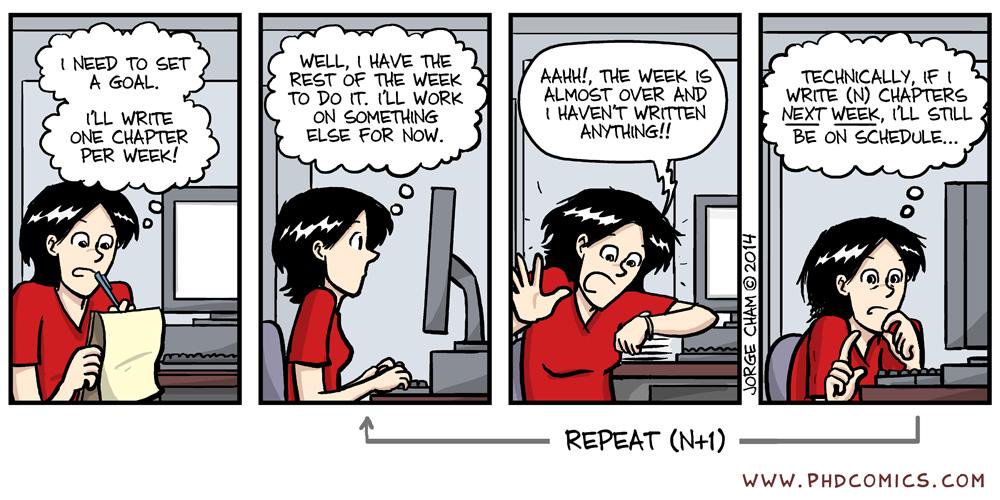 I NEED TO SET
A GOAL.
I'LL WRITE
ONE CHAPTER
PER WEEK!
WELL, I HAVE THE
REST OF THE WEEK
TO DO IT. I'LL WORK
ON SOMETHING
ELSE FOR NOW.
AAHH!, THE WEEK IS
ALMOST OVER AND
I HAVEN'T WRITTEN
ANYTHING!!
JORGE CHAM © 2014
TECHNICALLY, IF I
WRITE (N) CHAPTERS
NEXT WEEK, I'LL STILL
BE ON SCHEDULE...
REPEAT (N+1)
WWW.PHDCOMICS.COM